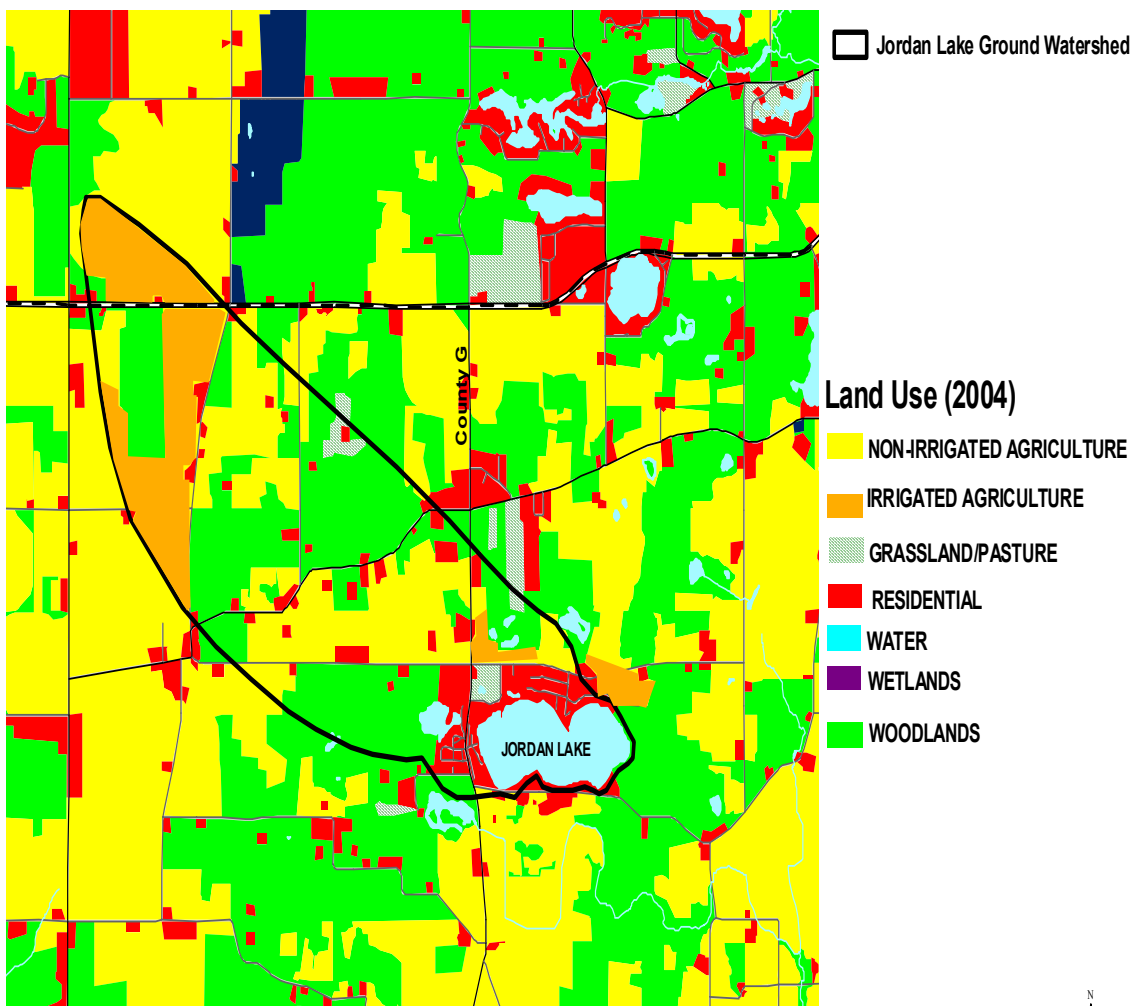 Jordan Lake Ground Watershed
County G
Land Use (2004)
NON-IRRIGATED AGRICULTURE
IRRIGATED AGRICULTURE
GRASSLAND/PASTURE
RESIDENTIAL
WATER
WETLANDS
WOODLANDS
JORDAN LAKE
N